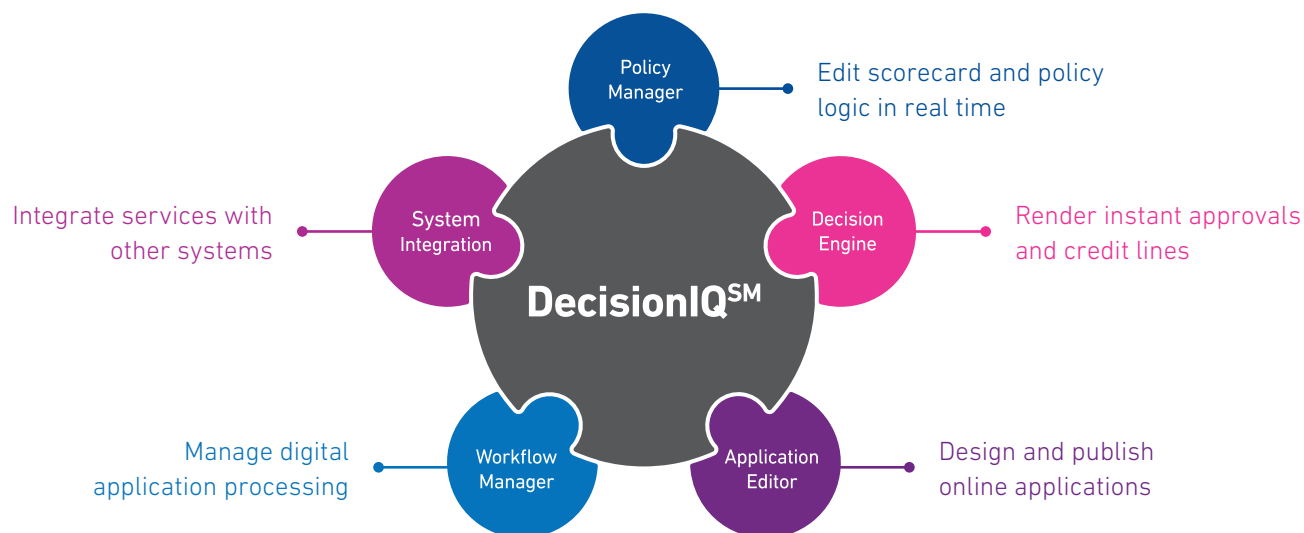 Policy
Manager
Edit scorecard and policy
logic in real time
System
Integration
Integrate services with
other systems
Decision
Engine
Render instant approvals
and credit lines
DecisionIQSM
Workflow
Manager
Manage digital
application processing
Application
Editor
Design and publish
online applications